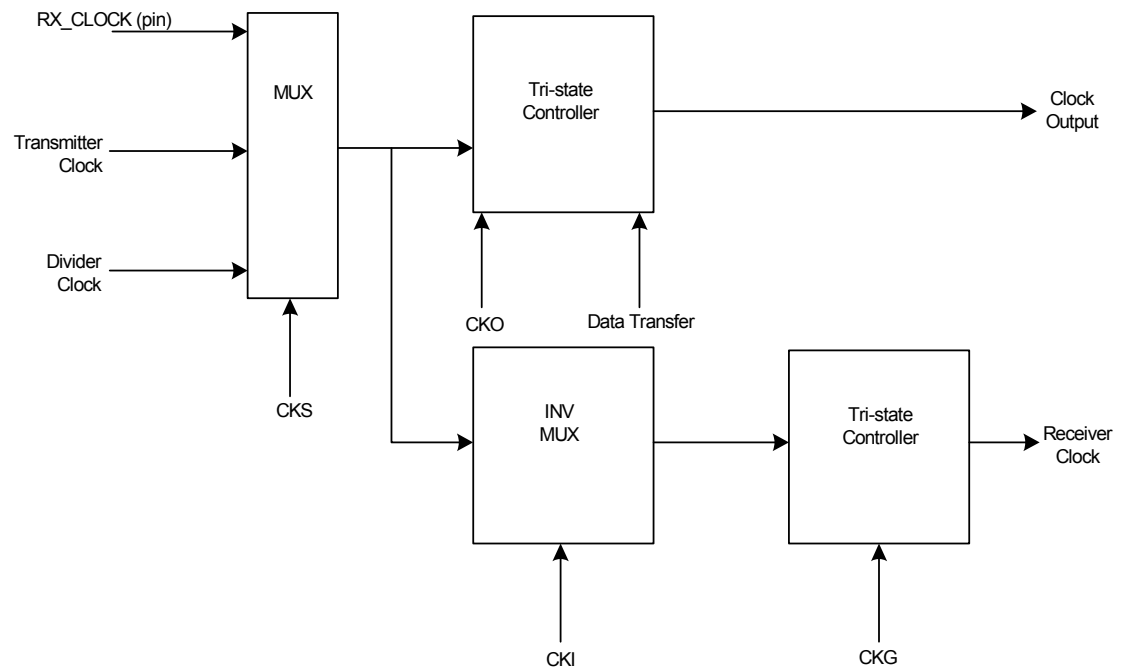 RX_CLOCK (pin)
MUX
Tri-state
Controller
Clock
Output
Transmitter
Clock
Divider
Clock
CKO
Data Transfer
CKS
INV
MUX
Tri-state
Controller
Receiver
Clock
CKI
CKG